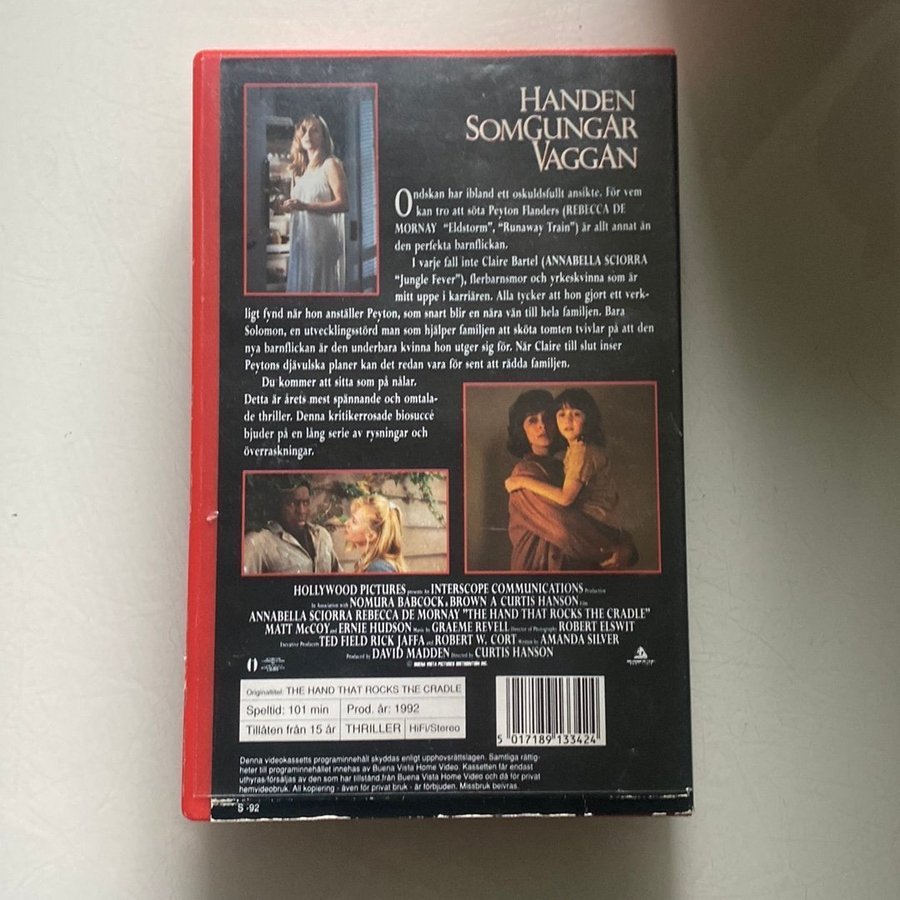 HANDEN
SOM GUNGAR
VAGGAN
Ondskan har ibland ett oskuldsfullt ansikte. För vem
kan tro att söta Peyton Flanders (REBECCA DE
MORNAY "Eldstorm", "Runaway Train") är allt annat än
den perfekta barnflickan.
I varje fall inte Claire Bartel (ANNABELLA SCIORRA
"Jungle Fever"), flerbarnsmor och yrkeskvinna som är
mitt uppe i karriären. Alla tycker att hon gjort ett verk-
ligt fynd när hon anställer Peyton, som snart blir en nära vän till hela familjen. Bara
Solomon, en utvecklingsstörd man som hjälper familjen att sköta tomten tvivlar på att den
nya barnflickan är den underbara kvinna hon utger sig för. När Claire till slut inser
Peytons djävulska planer kan det redan vara för sent att rädda familjen.
Du kommer att sitta som på nålar.
Detta är årets mest spännande och omtala-
de thriller. Denna kritikerrosade biosuccé
bjuder på en lång serie av rysningar och
överraskningar.
HOLLYWOOD PICTURES presents An INTERSCOPE COMMUNICATIONS Production
In Association with NOMURA BABCOCK & BROWN A CURTIS HANSON Film
ANNABELLA SCIORRA REBECCA DE MORNAY "THE HAND THAT ROCKS THE CRADLE"
MATT McCOY and ERNIE HUDSON Music by GRAEME REVELL Director of Photography ROBERT ELSWIT
Executive Producers TED FIELD RICK JAFFA and ROBERT W. CORT Written by AMANDA SILVER
Produced by DAVID MADDEN Directed by CURTIS HANSON
© BUENA VISTA PICTURES DISTRIBUTION INC.
Originaltitel: THE HAND THAT ROCKS THE CRADLE
Speltid: 101 min Prod. år: 1992
Tillåten från 15 år THRILLER HiFi/Stereo
5 017189 133424
Denna videokassetts programinnehåll skyddas enligt upphovsrättslagen. Samtliga rättig-
heter till programinnehållet innehas av Buena Vista Home Video. Kassetten får endast
uthyras/försäljas av den som har tillstånd från Buena Vista Home Video och då för privat
hemvideobruk. All kopiering - även för privat bruk - är förbjuden. Missbruk beivras.
S -92